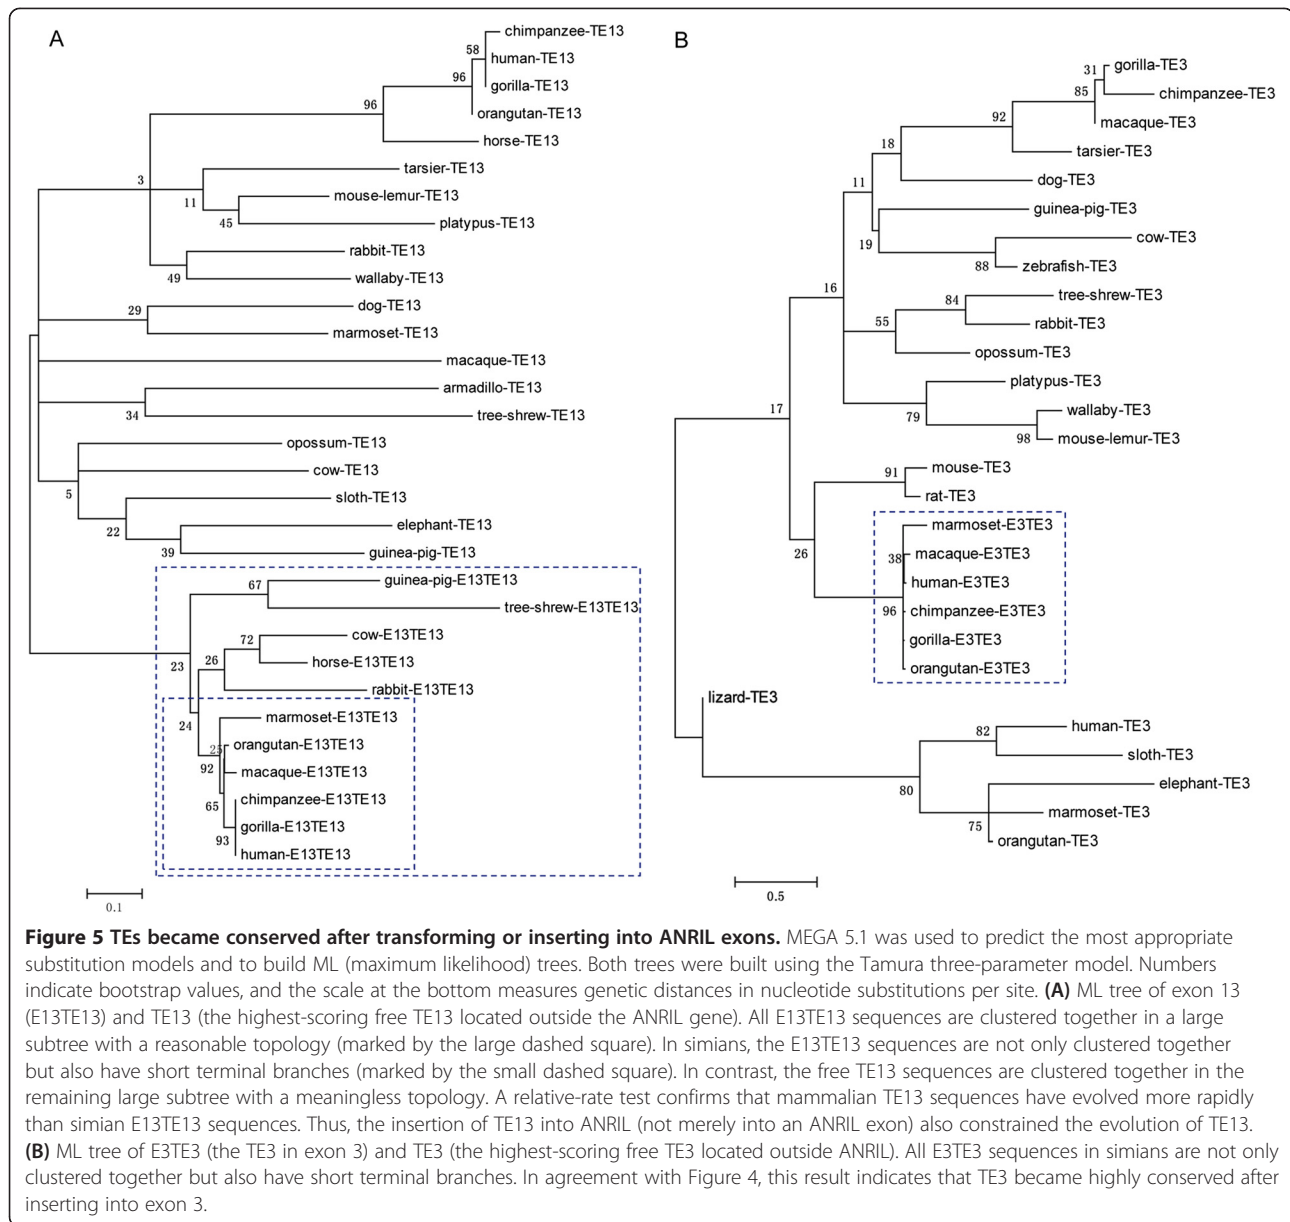 A
chimpanzee-TE13
58
human-TE13
96
gorilla-TE13
96
orangutan-TE13
horse-TE13
tarsier-TE13
3
mouse-lemur-TE13
11
45
platypus-TE13
rabbit-TE13
49
wallaby-TE13
dog-TE13
29
marmoset-TE13
macaque-TE13
armadillo-TE13
34
tree-shrew-TE13
opossum-TE13
cow-TE13
5
sloth-TE13
22
elephant-TE13
39
guinea-pig-TE13
guinea-pig-E13TE13
67
tree-shrew-E13TE13
cow-E13TE13
72
26
horse-E13TE13
23
rabbit-E13TE13
24
marmoset-E13TE13
orangutan-E13TE13
25
92
macaque-E13TE13
65
chimpanzee-E13TE13
gorilla-E13TE13
93
human-E13TE13
0.1
B
gorilla-TE3
31
chimpanzee-TE3
85
macaque-TE3
92
tarsier-TE3
18
dog-TE3
11
guinea-pig-TE3
cow-TE3
19
88
zebrafish-TE3
16
tree-shrew-TE3
84
rabbit-TE3
55
opossum-TE3
platypus-TE3
17
wallaby-TE3
79
98
mouse-lemur-TE3
mouse-TE3
91
rat-TE3
marmoset-E3TE3
26
macaque-E3TE3
38
human-E3TE3
96
chimpanzee-E3TE3
gorilla-E3TE3
orangutan-E3TE3
lizard-TE3
human-TE3
82
sloth-TE3
80
elephant-TE3
marmoset-TE3
75
orangutan-TE3
0.5
Figure 5 TEs became conserved after transforming or inserting into ANRIL exons. MEGA 5.1 was used to predict the most appropriate
substitution models and to build ML (maximum likelihood) trees. Both trees were built using the Tamura three-parameter model. Numbers
indicate bootstrap values, and the scale at the bottom measures genetic distances in nucleotide substitutions per site. (A) ML tree of exon 13
(E13TE13) and TE13 (the highest-scoring free TE13 located outside the ANRIL gene). All E13TE13 sequences are clustered together in a large
subtree with a reasonable topology (marked by the large dashed square). In simians, the E13TE13 sequences are not only clustered together
but also have short terminal branches (marked by the small dashed square). In contrast, the free TE13 sequences are clustered together in the
remaining large subtree with a meaningless topology. A relative-rate test confirms that mammalian TE13 sequences have evolved more rapidly
than simian E13TE13 sequences. Thus, the insertion of TE13 into ANRIL (not merely into an ANRIL exon) also constrained the evolution of TE13.
(B) ML tree of E3TE3 (the TE3 in exon 3) and TE3 (the highest-scoring free TE3 located outside ANRIL). All E3TE3 sequences in simians are not only
clustered together but also have short terminal branches. In agreement with Figure 4, this result indicates that TE3 became highly conserved after
inserting into exon 3.